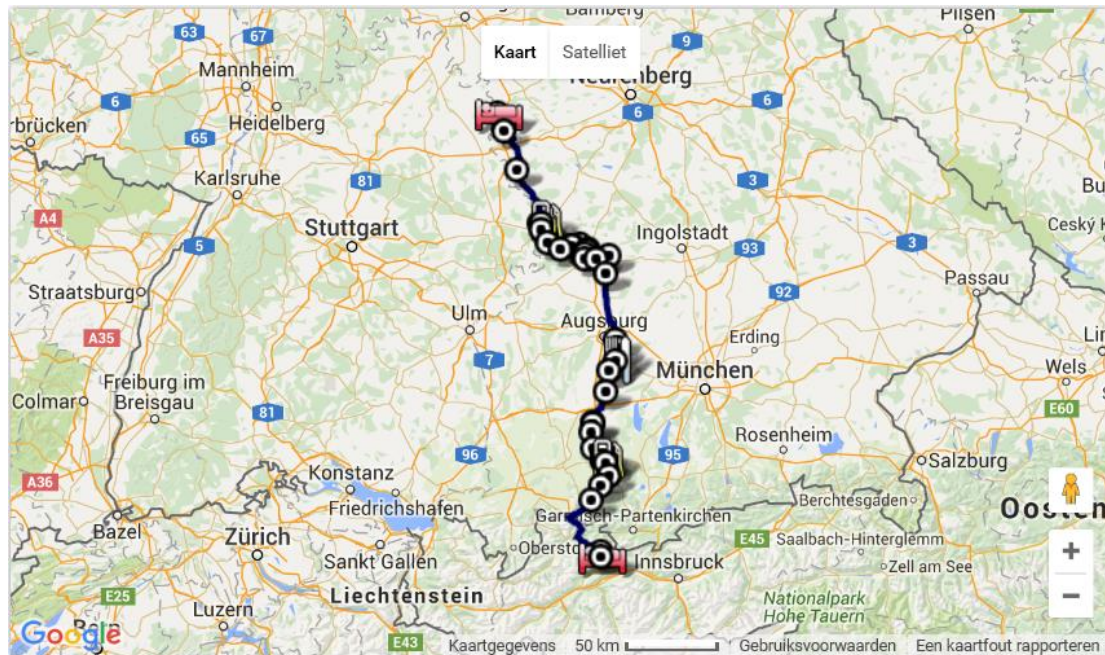 Bamberg
Pilsen
63
67
Kaart
Satelliet
9
Mannheim
Neurenberg
6
6
6
Heidelberg
65
81
Karlsruhe
3
A4
Stuttgart
Ingolstadt
5
93
3
Český
Straatsburg
92
Passau
Ulm
Augsburg
Erding
A35
7
München
Wels
Freiburg im
Breisgau
Colmar
81
E60
Rosenheim
96
95
Salzburg
A36
Konstanz
Friedrichshafen
Berchtesgaden
Bazel
Garmisch-Partenkirchen
Zürich
E45
Saalbach-Hinterglemm
Sankt Gallen
Innsbruck
Zell am See
E25
Liechtenstein
Nationalpark
Hohe Tauern
Luzern
Google
E43
Kaartgegevens
50 km
Gebruiksvoorwaarden
Een kaartfout rapporteren